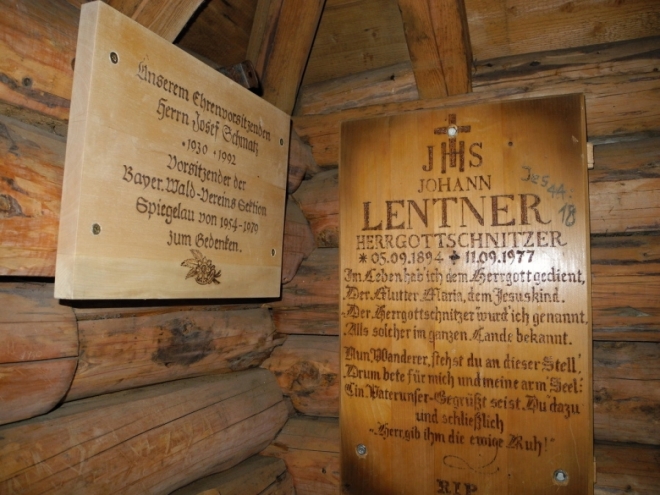 Unserem Ehrenvorsitzenden
Herrn Josef Schmatz
*1930 +1992
Vorsitzender der
Bayer. Wald-Vereins Sektion
Spiegelau von 1954-1979
zum Gedenken.
JHS
JOHANN
LENTNER
HERRGOTTSCHNITZER
* 05.09.1894 ✝ 11.09.1977
Im Leben hab ich dem Herrgott gedient,
Der Mutter Maria, dem Jesuskind.
Der Herrgottschnitzer wurd ich genannt.
Als solcher im ganzen Lande bekannt.
Nun, Wanderer, stehst du an dieser Stell'
Drum bete für mich und meine arm' Seel'
Ein Vaterunser-Gegrüßt seist Du dazu
und schließlich
-"Herr gib ihm die ewige Ruh!"
RIP
18